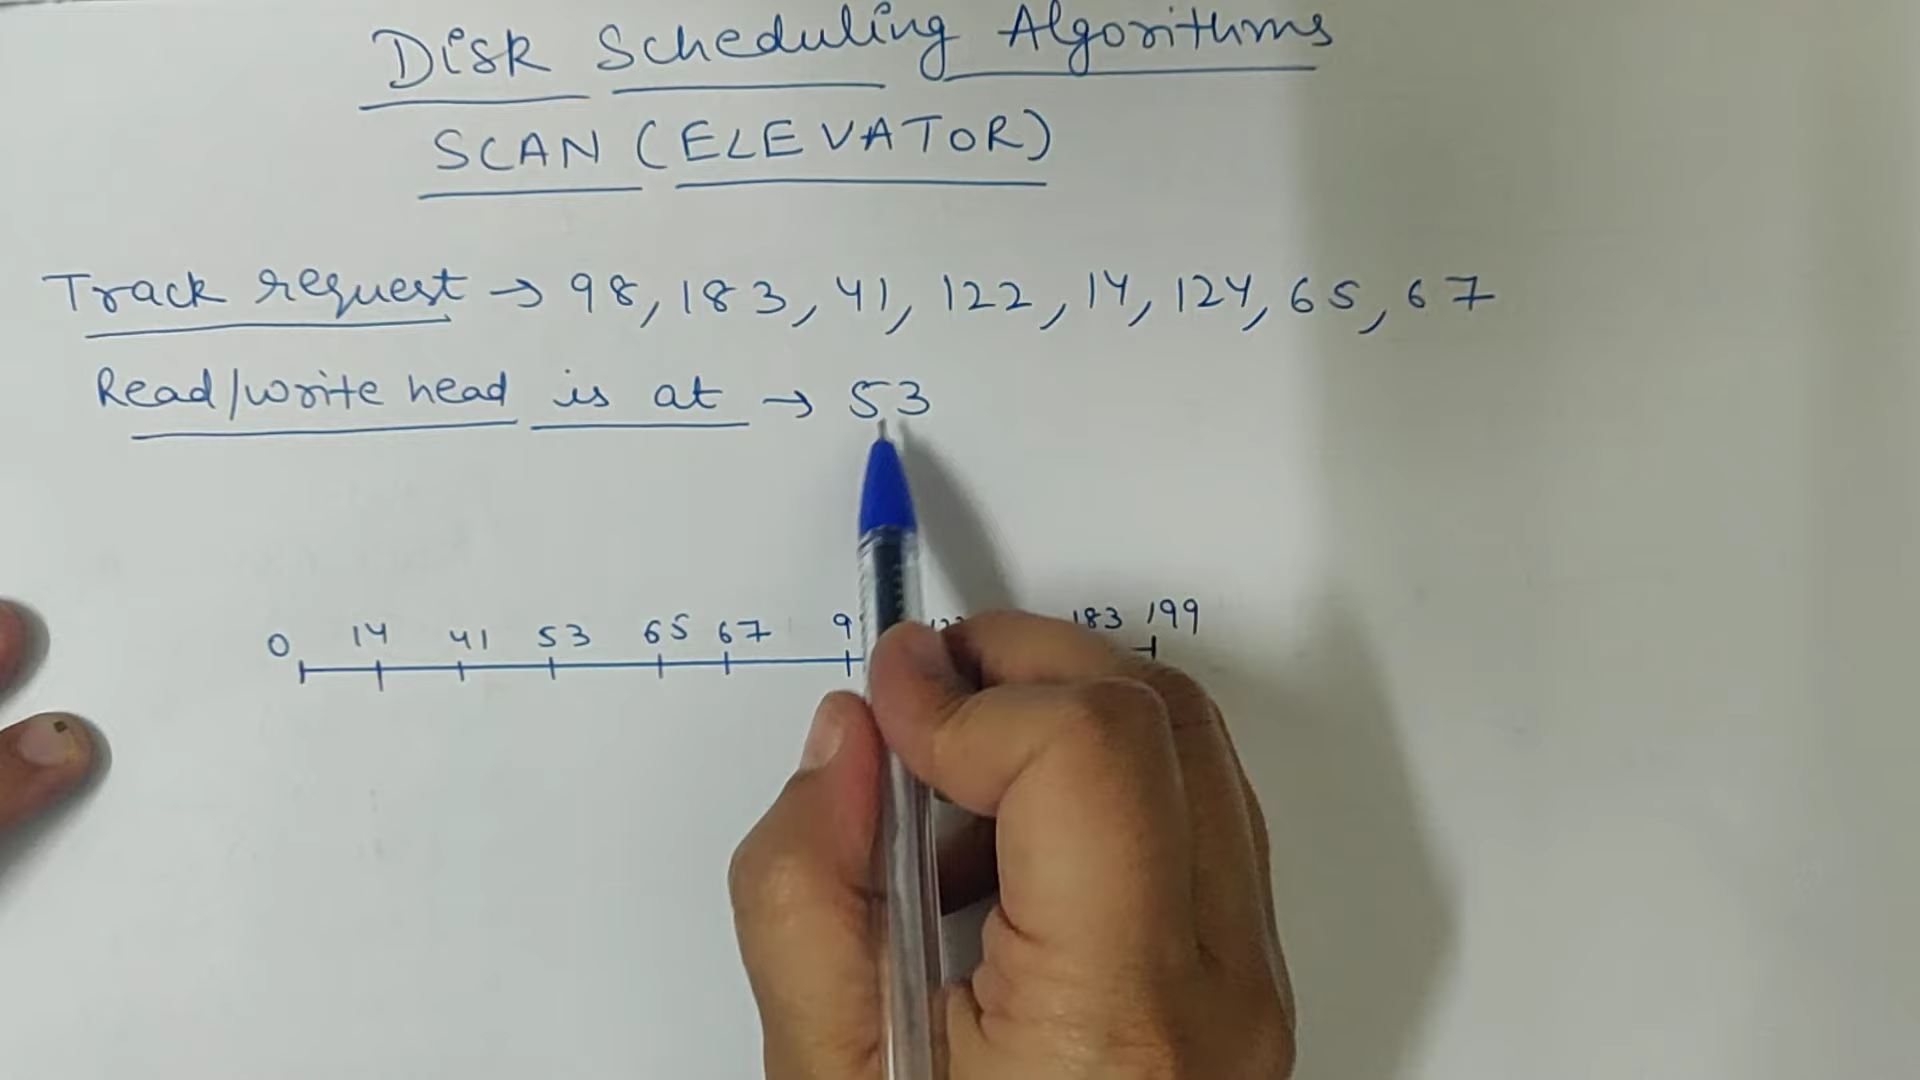 Disk Scheduling Algorithms
SCAN (ELEVATOR)
Track request → 98, 183, 41, 122, 14, 124, 65, 67
Read/write head is at → 53
0 14 41 53 65 67 9 183 199